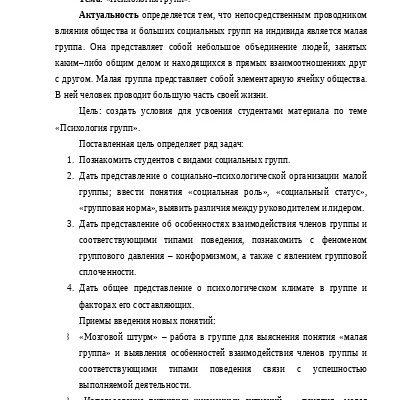 Тема: «Психология групп».
Актуальность определяется тем, что непосредственным проводником
влияния общества и больших социальных групп на индивида является малая
группа. Она представляет собой небольшое объединение людей, занятых
каким–либо общим делом и находящихся в прямых взаимоотношениях друг
с другом. Малая группа представляет собой элементарную ячейку общества.
В ней человек проводит большую часть своей жизни.
Цель: создать условия для усвоения студентами материала по теме
«Психология групп».
Поставленная цель определяет ряд задач:
1. Познакомить студентов с видами социальных групп.
2. Дать представление о социально–психологической организации малой
группы; ввести понятия «социальная роль», «социальный статус»,
«групповая норма», выявить различия между руководителем и лидером.
3. Дать представление об особенностях взаимодействия членов группы и
соответствующими типами поведения, познакомить с феноменом
группового давления – конформизмом, а также с явлением групповой
сплоченности.
4. Дать общее представление о психологическом климате в группе и
факторах его составляющих.
Приемы введения новых понятий:
«Мозговой штурм» – работа в группе для выяснения понятия «малая
группа» и выявления особенностей взаимодействия членов группы и
соответствующими типами поведения связи с успешностью
выполняемой деятельности.